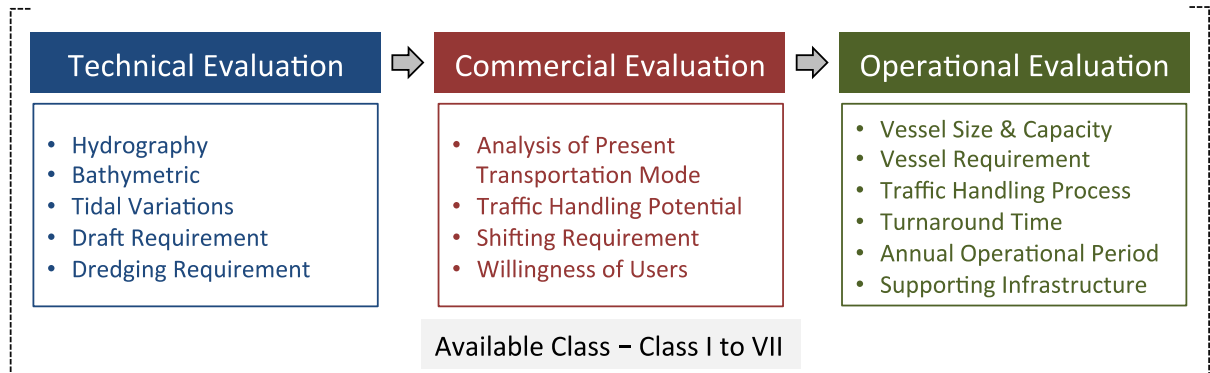 Technical Evaluation
Commercial Evaluation
Operational Evaluation
• Hydrography
• Bathymetric
• Tidal Variations
• Draft Requirement
• Dredging Requirement
• Analysis of Present
Transportation Mode
• Traffic Handling Potential
• Shifting Requirement
• Willingness of Users
• Vessel Size & Capacity
• Vessel Requirement
• Traffic Handling Process
• Turnaround Time
• Annual Operational Period
• Supporting Infrastructure
Available Class – Class I to VII